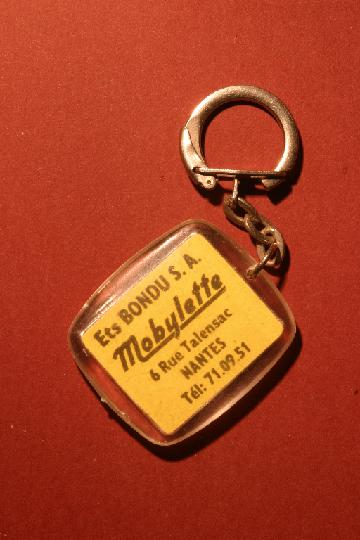 Ets BONDU S. A.
Mobylette
6 Rue Talensac
NANTES
Tél: 71.09.51